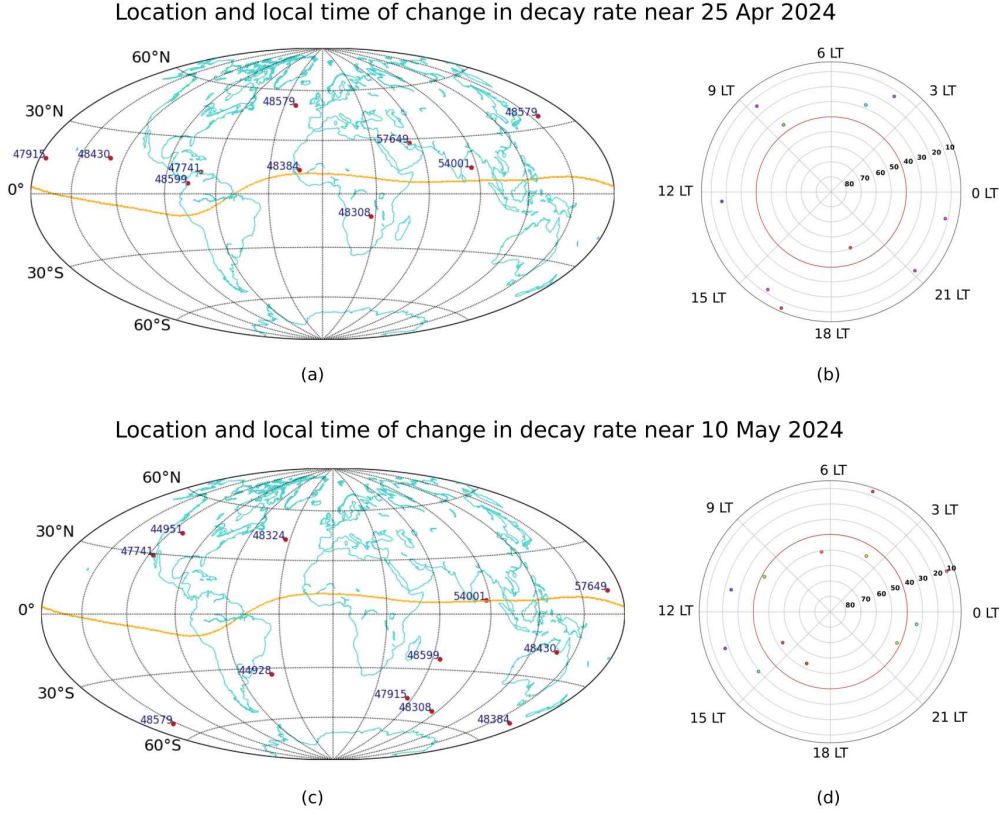 Location and local time of change in decay rate near 25 Apr 2024
60°N
30°N
0°
30°S
60°S
48579
48579
57649
47915
48430
47741
48599
48384
54001
48308
6 LT
9 LT
3 LT
12 LT
0 LT
15 LT
21 LT
18 LT
80 70 60 50 40 30 20 10
(a)
(b)
Location and local time of change in decay rate near 10 May 2024
60°N
30°N
0°
30°S
60°S
44951
47741
48324
57649
54001
48599
48430
44928
47915
48308
48384
48579
6 LT
9 LT
3 LT
12 LT
0 LT
15 LT
21 LT
18 LT
80 70 60 50 40 30 20 10
(c)
(d)